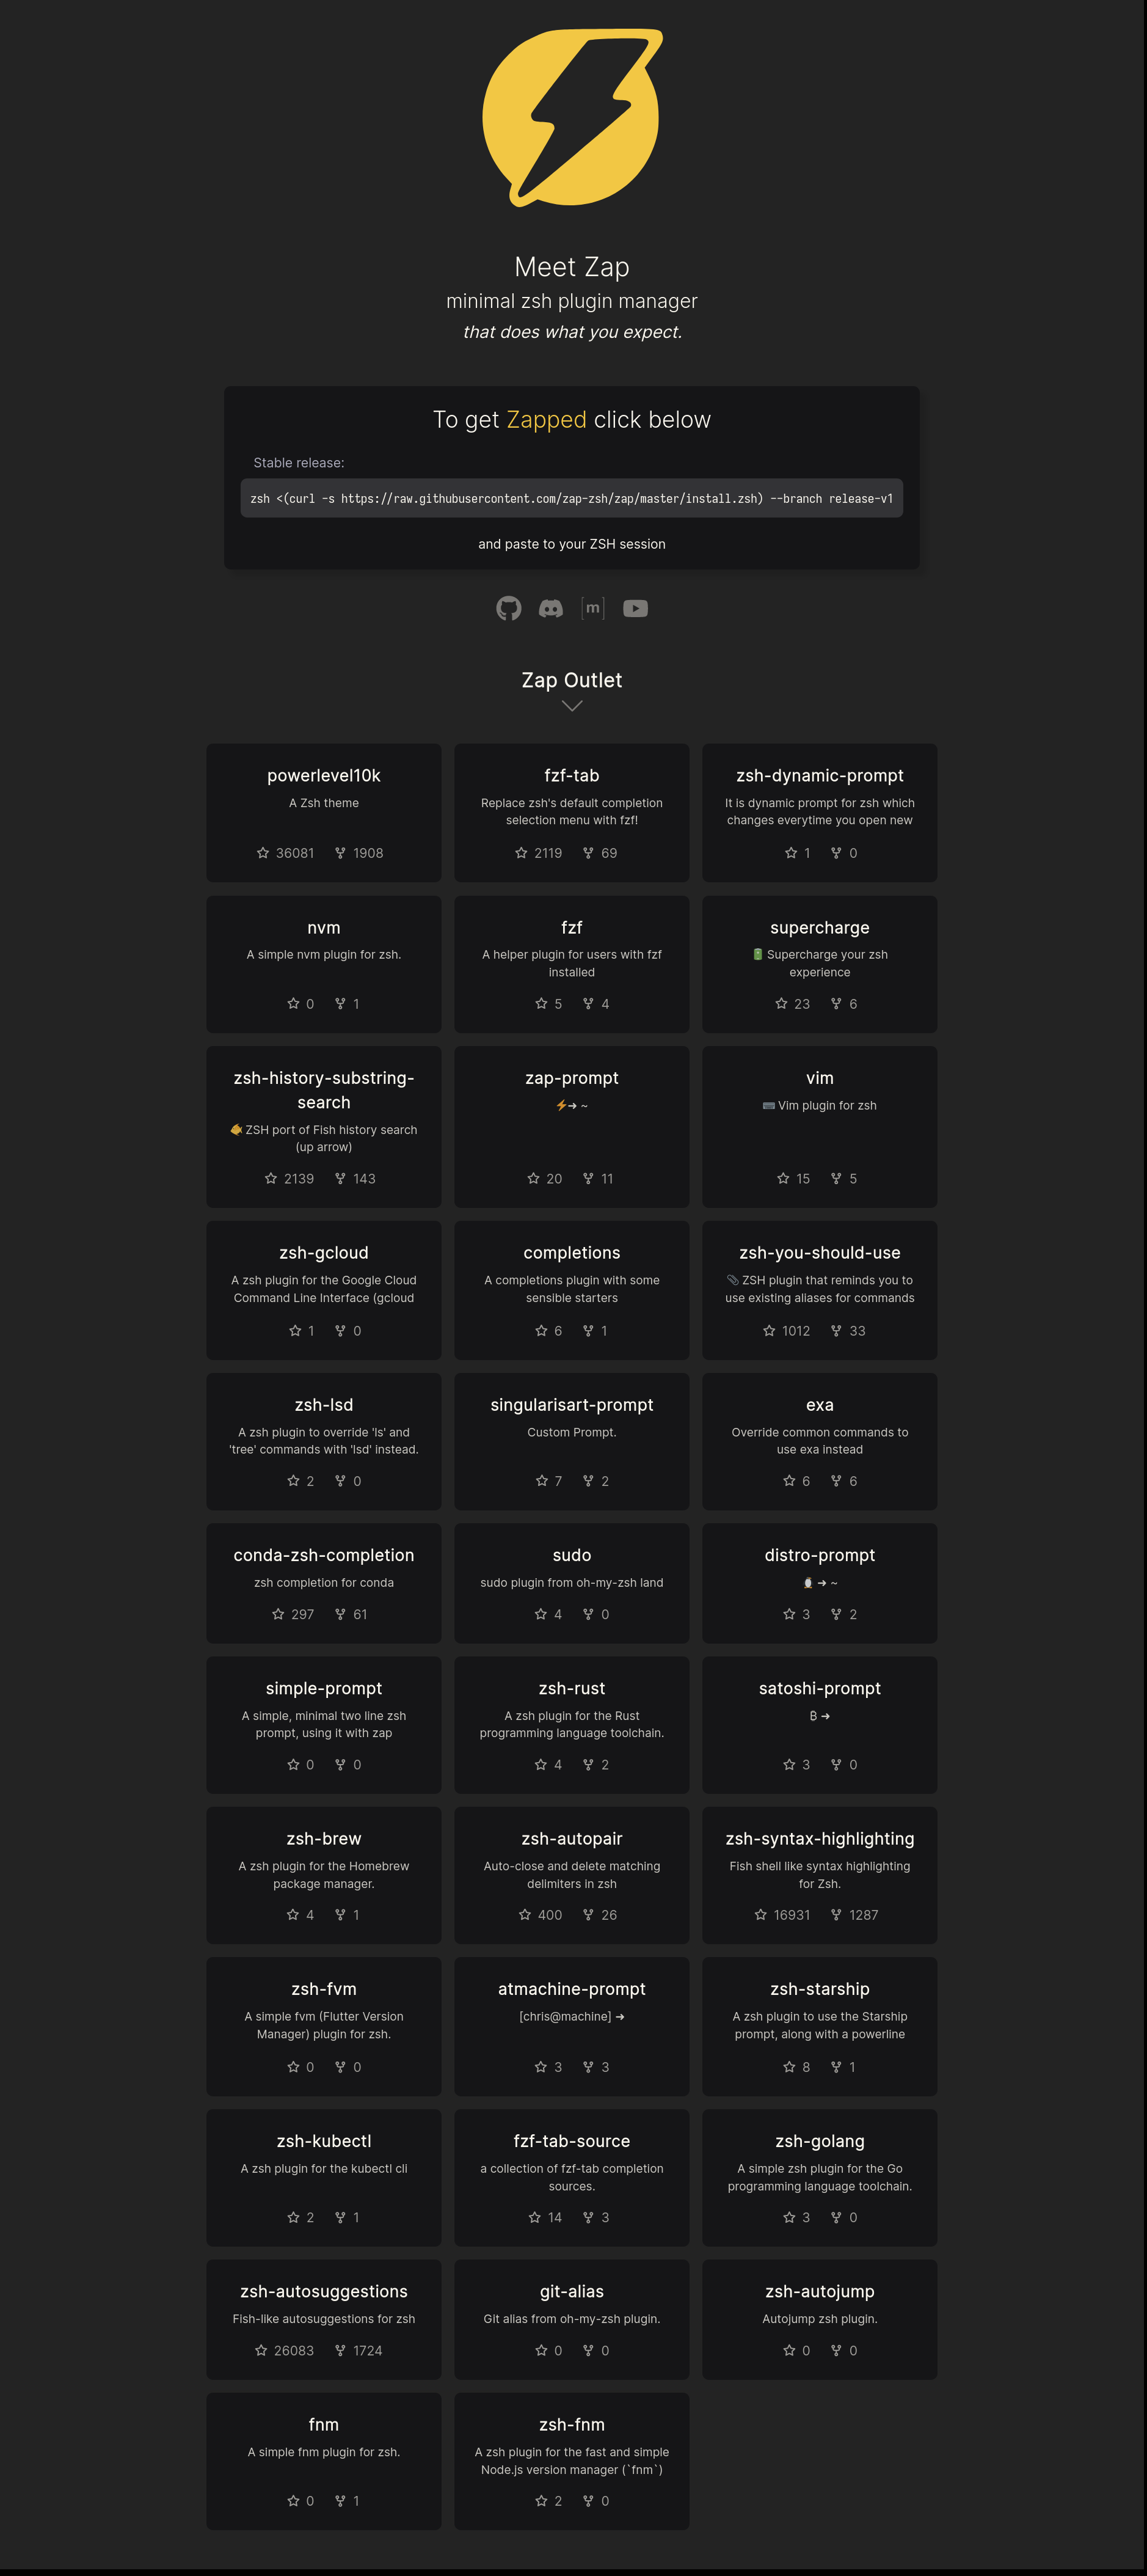 Meet Zap
minimal zsh plugin manager
that does what you expect.
To get Zapped click below
Stable release:
zsh <(curl -s https://raw.githubusercontent.com/zap-zsh/zap/master/install.zsh) --branch release-v1
and paste to your ZSH session
[m]
Zap Outlet
powerlevel10k
A Zsh theme
36081 1908
fzf-tab
Replace zsh's default completion
selection menu with fzf!
2119 69
zsh-dynamic-prompt
It is dynamic prompt for zsh which
changes everytime you open new
1 0
nvm
A simple nvm plugin for zsh.
0 1
fzf
A helper plugin for users with fzf
installed
5 4
supercharge
🔋 Supercharge your zsh
experience
23 6
zsh-history-substring-
search
🐠 ZSH port of Fish history search
(up arrow)
2139 143
zap-prompt
⚡➜ ~
20 11
vim
⌨️ Vim plugin for zsh
15 5
zsh-gcloud
A zsh plugin for the Google Cloud
Command Line Interface (gcloud
1 0
completions
A completions plugin with some
sensible starters
6 1
zsh-you-should-use
📎 ZSH plugin that reminds you to
use existing aliases for commands
1012 33
zsh-lsd
A zsh plugin to override 'ls' and
'tree' commands with 'lsd' instead.
2 0
singularisart-prompt
Custom Prompt.
7 2
exa
Override common commands to
use exa instead
6 6
conda-zsh-completion
zsh completion for conda
297 61
sudo
sudo plugin from oh-my-zsh land
4 0
distro-prompt
🐧 ➜ ~
3 2
simple-prompt
A simple, minimal two line zsh
prompt, using it with zap
0 0
zsh-rust
A zsh plugin for the Rust
programming language toolchain.
4 2
satoshi-prompt
₿ ➜
3 0
zsh-brew
A zsh plugin for the Homebrew
package manager.
4 1
zsh-autopair
Auto-close and delete matching
delimiters in zsh
400 26
zsh-syntax-highlighting
Fish shell like syntax highlighting
for Zsh.
16931 1287
zsh-fvm
A simple fvm (Flutter Version
Manager) plugin for zsh.
0 0
atmachine-prompt
[chris@machine] ➜
3 3
zsh-starship
A zsh plugin to use the Starship
prompt, along with a powerline
8 1
zsh-kubectl
A zsh plugin for the kubectl cli
2 1
fzf-tab-source
a collection of fzf-tab completion
sources.
14 3
zsh-golang
A simple zsh plugin for the Go
programming language toolchain.
3 0
zsh-autosuggestions
Fish-like autosuggestions for zsh
26083 1724
git-alias
Git alias from oh-my-zsh plugin.
0 0
zsh-autojump
Autojump zsh plugin.
0 0
fnm
A simple fnm plugin for zsh.
0 1
zsh-fnm
A zsh plugin for the fast and simple
Node.js version manager (`fnm`)
2 0